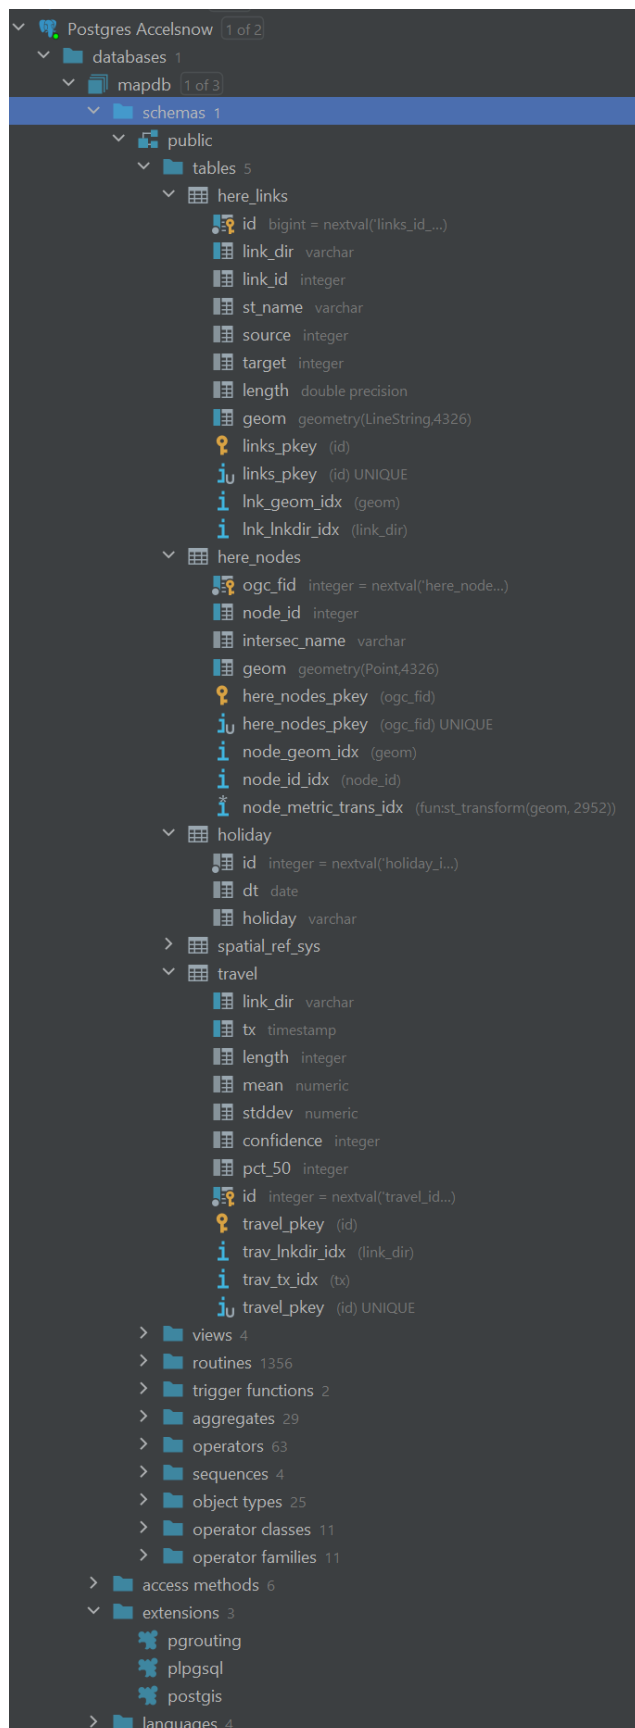 Postgres Accelsnow 1 of 2
databases 1
mapdb 1 of 3
schemas 1
public
tables 5
here_links
id bigint = nextval('links_id_...)
link_dir varchar
link_id integer
st_name varchar
source integer
target integer
length double precision
geom geometry(LineString,4326)
links_pkey (id)
links_pkey (id) UNIQUE
lnk_geom_idx (geom)
lnk_lnkdir_idx (link_dir)
here_nodes
ogc_fid integer = nextval('here_node...)
node_id integer
intersec_name varchar
geom geometry(Point,4326)
here_nodes_pkey (ogc_fid)
here_nodes_pkey (ogc_fid) UNIQUE
node_geom_idx (geom)
node_id_idx (node_id)
node_metric_trans_idx (fun:st_transform(geom, 2952))
holiday
id integer = nextval('holiday_i...)
dt date
holiday varchar
spatial_ref_sys
travel
link_dir varchar
tx timestamp
length integer
mean numeric
stddev numeric
confidence integer
pct_50 integer
id integer = nextval('travel_id...)
travel_pkey (id)
trav_lnkdir_idx (link_dir)
trav_tx_idx (tx)
travel_pkey (id) UNIQUE
views 4
routines 1356
trigger functions 2
aggregates 29
operators 63
sequences 4
object types 25
operator classes 11
operator families 11
access methods 6
extensions 3
pgrouting
plpgsql
postgis
languages 4